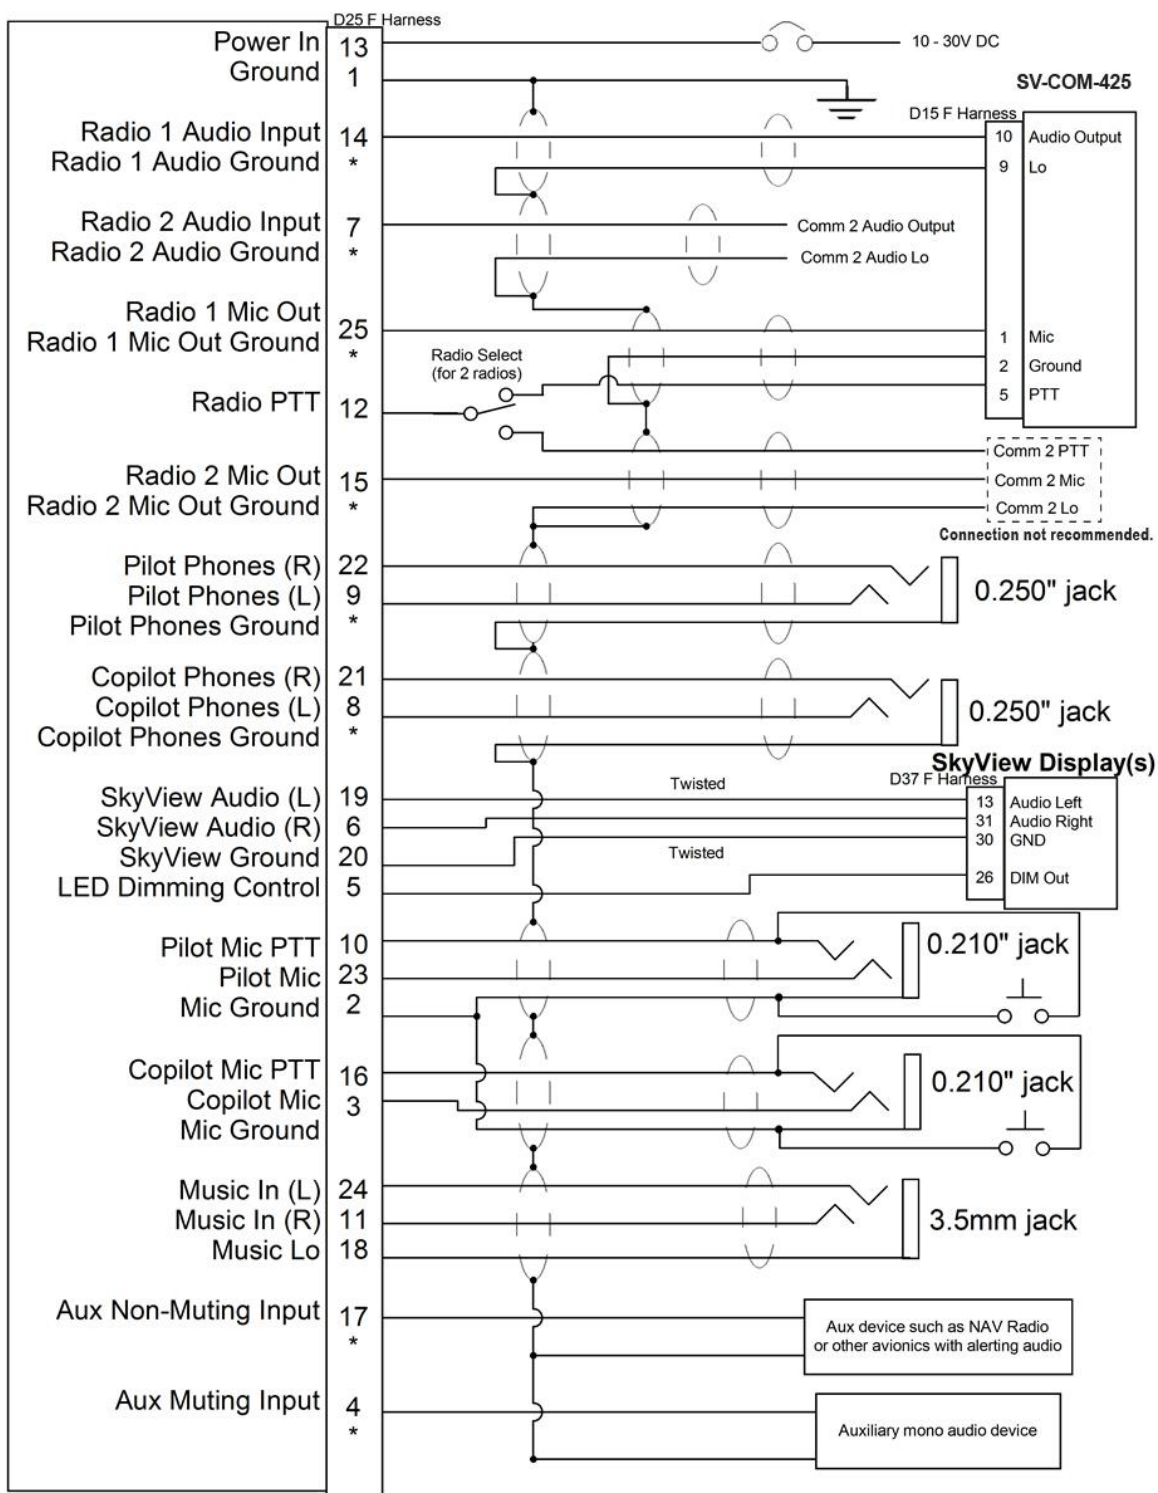 D25 F Harness
Power In 13 10 - 30V DC
Ground 1
SV-COM-425
D15 F Harness
Radio 1 Audio Input 14 10 Audio Output
Radio 1 Audio Ground * 9 Lo
Radio 2 Audio Input 7 Comm 2 Audio Output
Radio 2 Audio Ground * Comm 2 Audio Lo
Radio 1 Mic Out 25 1 Mic
Radio 1 Mic Out Ground * 2 Ground
Radio Select
(for 2 radios)
Radio PTT 12 5 PTT
Comm 2 PTT
Radio 2 Mic Out 15 Comm 2 Mic
Radio 2 Mic Out Ground * Comm 2 Lo
Connection not recommended.
Pilot Phones (R) 22
Pilot Phones (L) 9 0.250" jack
Pilot Phones Ground *
Copilot Phones (R) 21
Copilot Phones (L) 8 0.250" jack
Copilot Phones Ground *
SkyView Display(s)
D37 F Harness
SkyView Audio (L) 19 Twisted 13 Audio Left
SkyView Audio (R) 6 31 Audio Right
SkyView Ground 20 Twisted 30 GND
LED Dimming Control 5 26 DIM Out
Pilot Mic PTT 10 0.210" jack
Pilot Mic 23
Mic Ground 2
Copilot Mic PTT 16 0.210" jack
Copilot Mic 3
Mic Ground
Music In (L) 24
Music In (R) 11 3.5mm jack
Music Lo 18
Aux Non-Muting Input 17
*
Aux device such as NAV Radio
or other avionics with alerting audio
Aux Muting Input 4
*
Auxiliary mono audio device